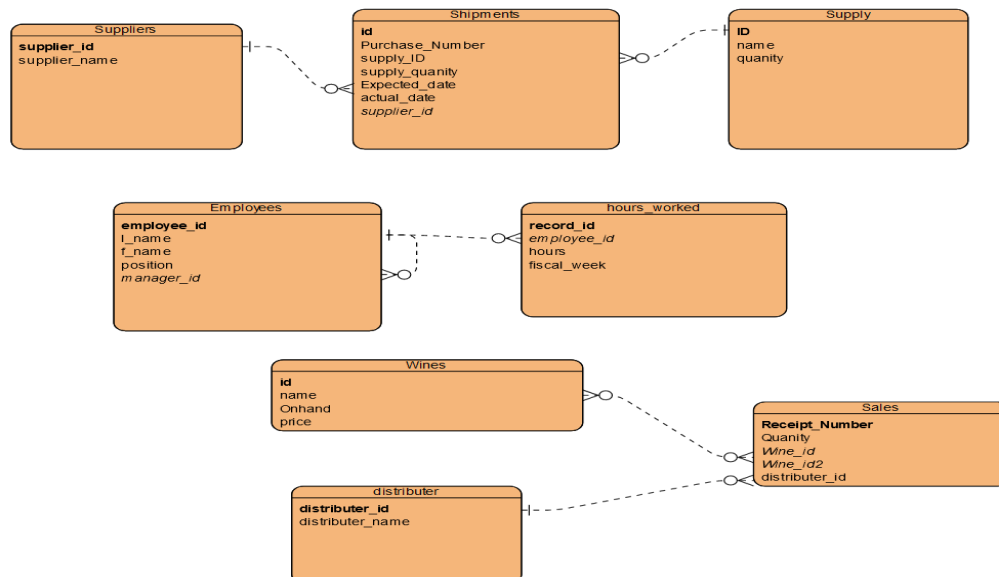 Suppliers
supplier_id
supplier_name
Shipments
id
Purchase_Number
supply_ID
supply_quanity
Expected_date
actual_date
supplier_id
Supply
ID
name
quanity
Employees
employee_id
l_name
f_name
position
manager_id
hours_worked
record_id
employee_id
hours
fiscal_week
Wines
id
name
Onhand
price
Sales
Receipt_Number
Quanity
Wine_id
Wine_id2
distributer_id
distributer
distributer_id
distributer_name